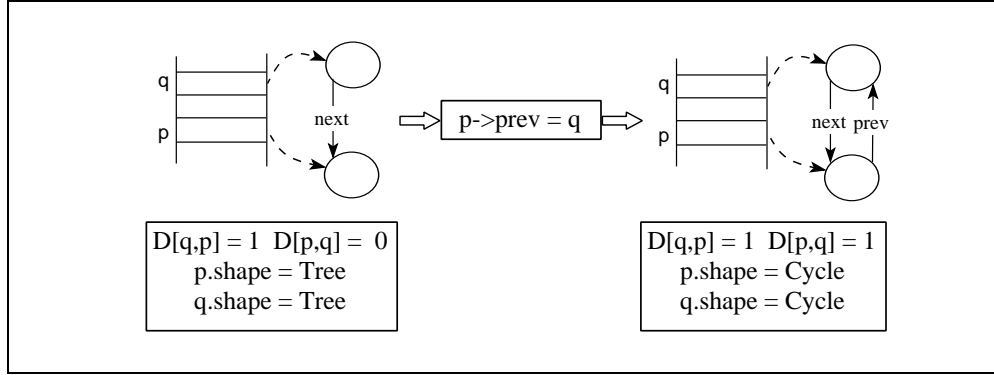 q
p
next
D[q,p] = 1 D[p,q] = 0
p.shape = Tree
q.shape = Tree
p->prev = q
q
p
next prev
D[q,p] = 1 D[p,q] = 1
p.shape = Cycle
q.shape = Cycle